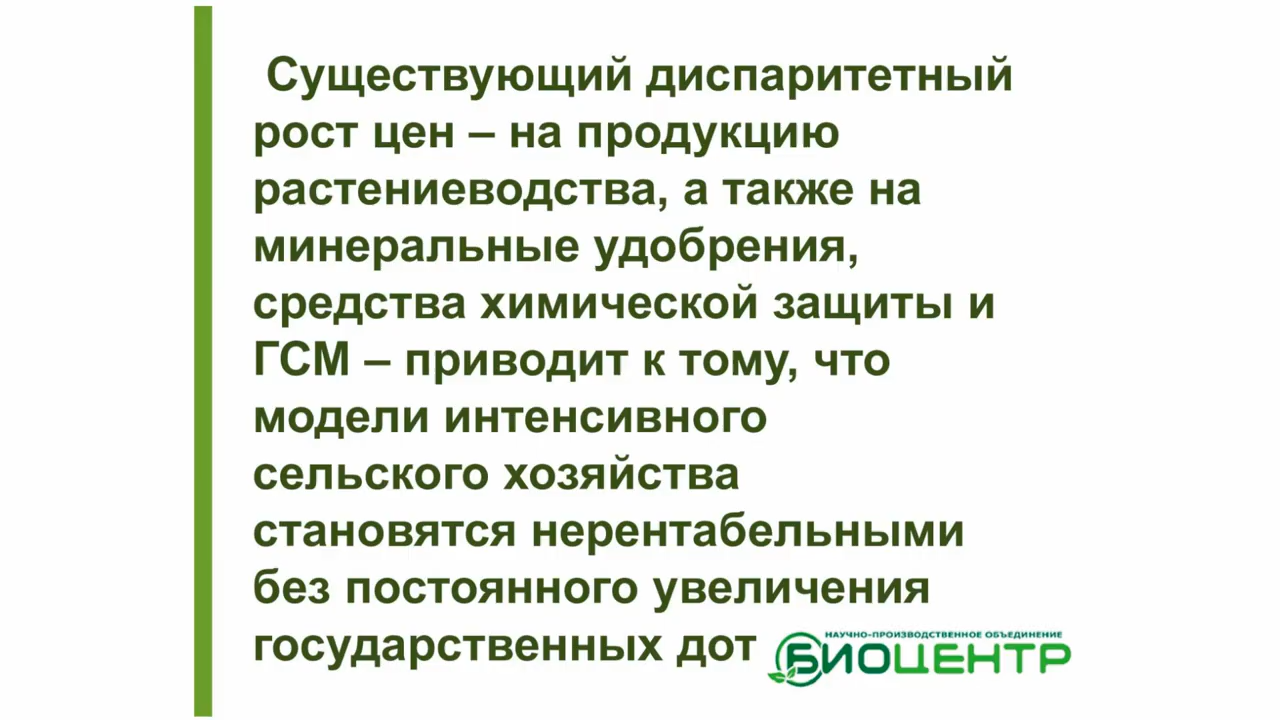 Существующий диспаритетный
рост цен – на продукцию
растениеводства, а также на
минеральные удобрения,
средства химической защиты и
ГСМ – приводит к тому, что
модели интенсивного
сельского хозяйства
становятся нерентабельными
без постоянного увеличения
государственных дот
НАУЧНО-ПРОИЗВОДСТВЕННОЕ ОБЪЕДИНЕНИЕ
БИОЦЕНТР